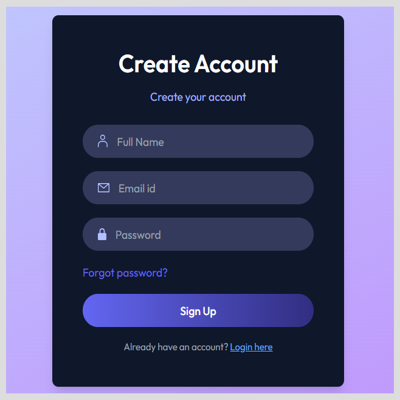 Create Account
Create your account
Full Name
Email id
Password
Forgot password?
Sign Up
Already have an account? Login here